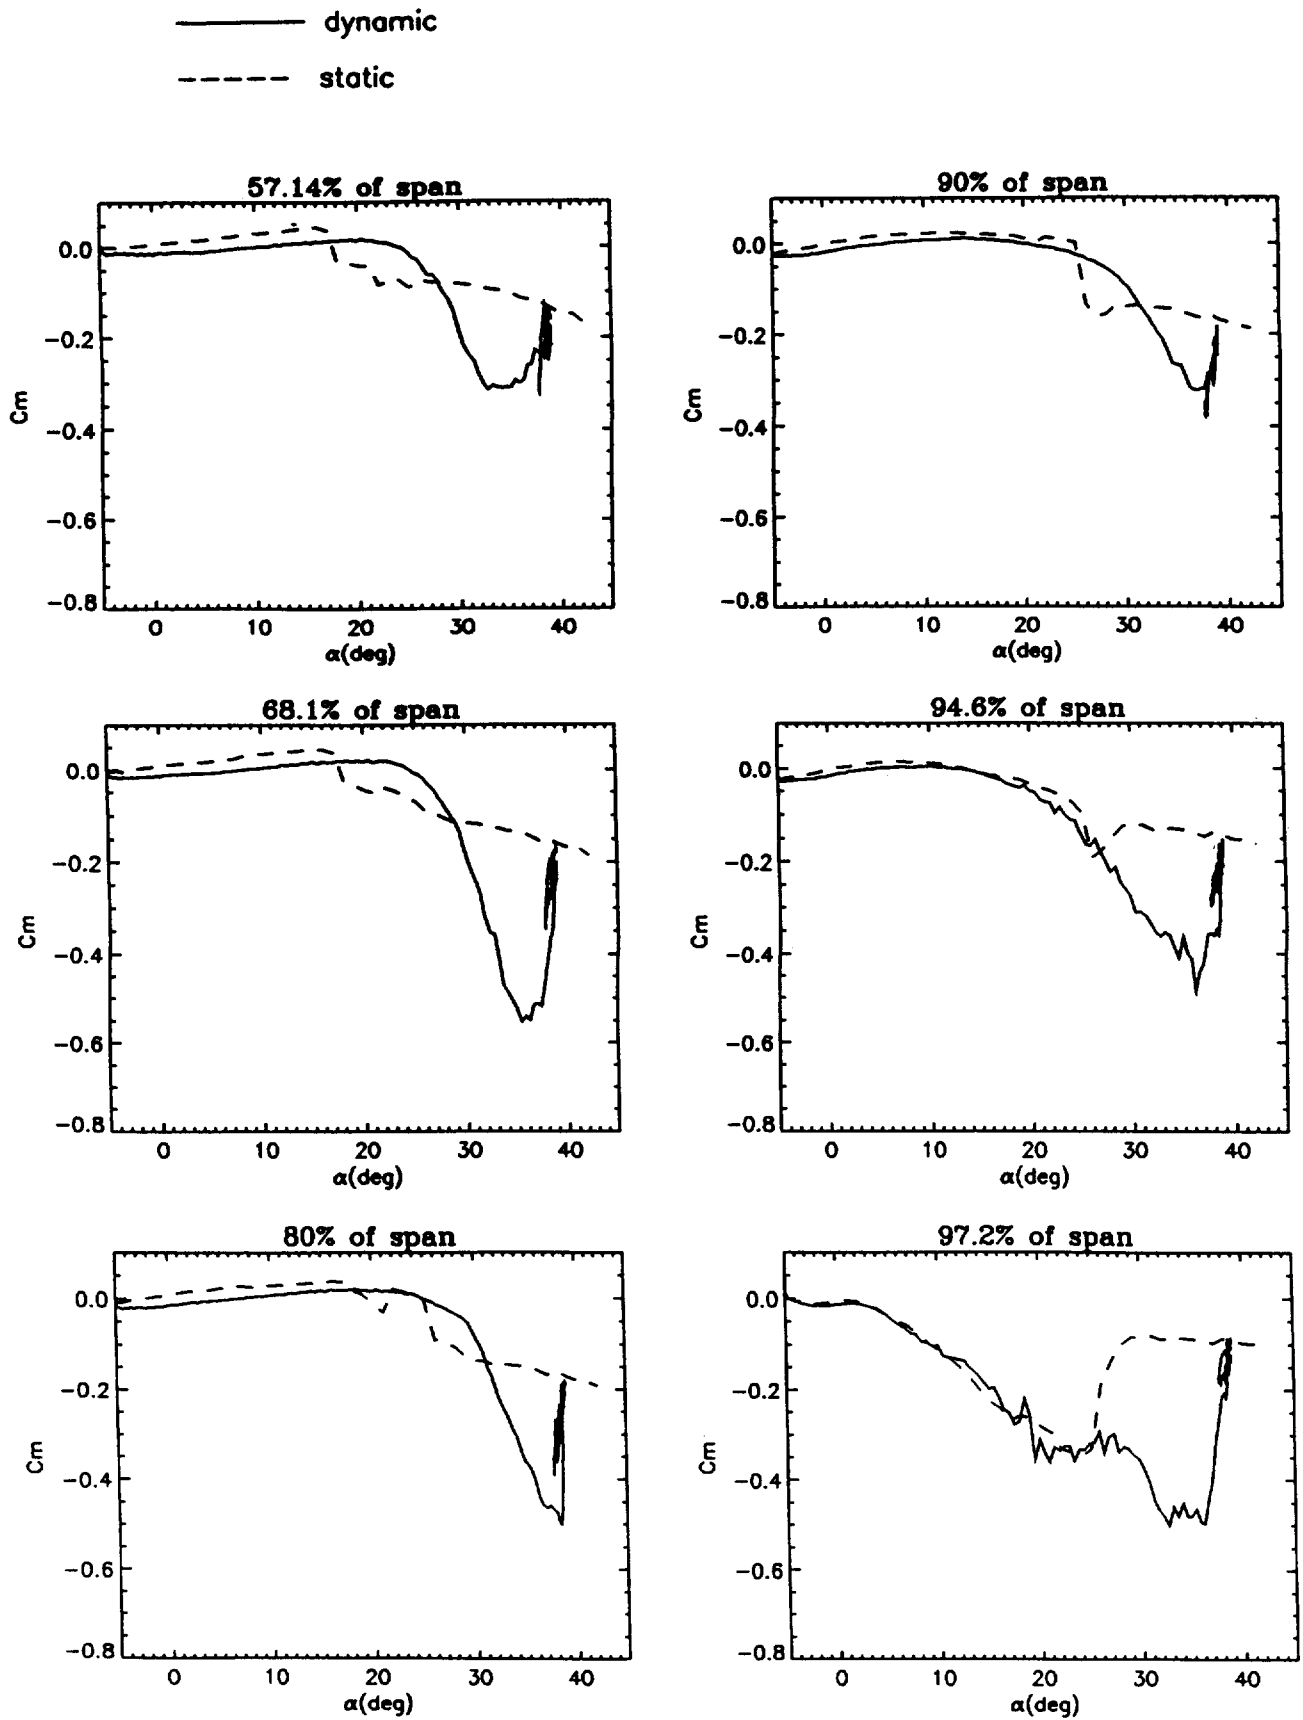 dynamic
static
57.14% of span
0.0
−0.2
−0.4
−0.6
−0.8
Cm
0 10 20 30 40
α(deg)
90% of span
0.0
−0.2
−0.4
−0.6
−0.8
Cm
0 10 20 30 40
α(deg)
68.1% of span
0.0
−0.2
−0.4
−0.6
−0.8
Cm
0 10 20 30 40
α(deg)
94.6% of span
0.0
−0.2
−0.4
−0.6
−0.8
Cm
0 10 20 30 40
α(deg)
80% of span
0.0
−0.2
−0.4
−0.6
−0.8
Cm
0 10 20 30 40
α(deg)
97.2% of span
0.0
−0.2
−0.4
−0.6
−0.8
Cm
0 10 20 30 40
α(deg)